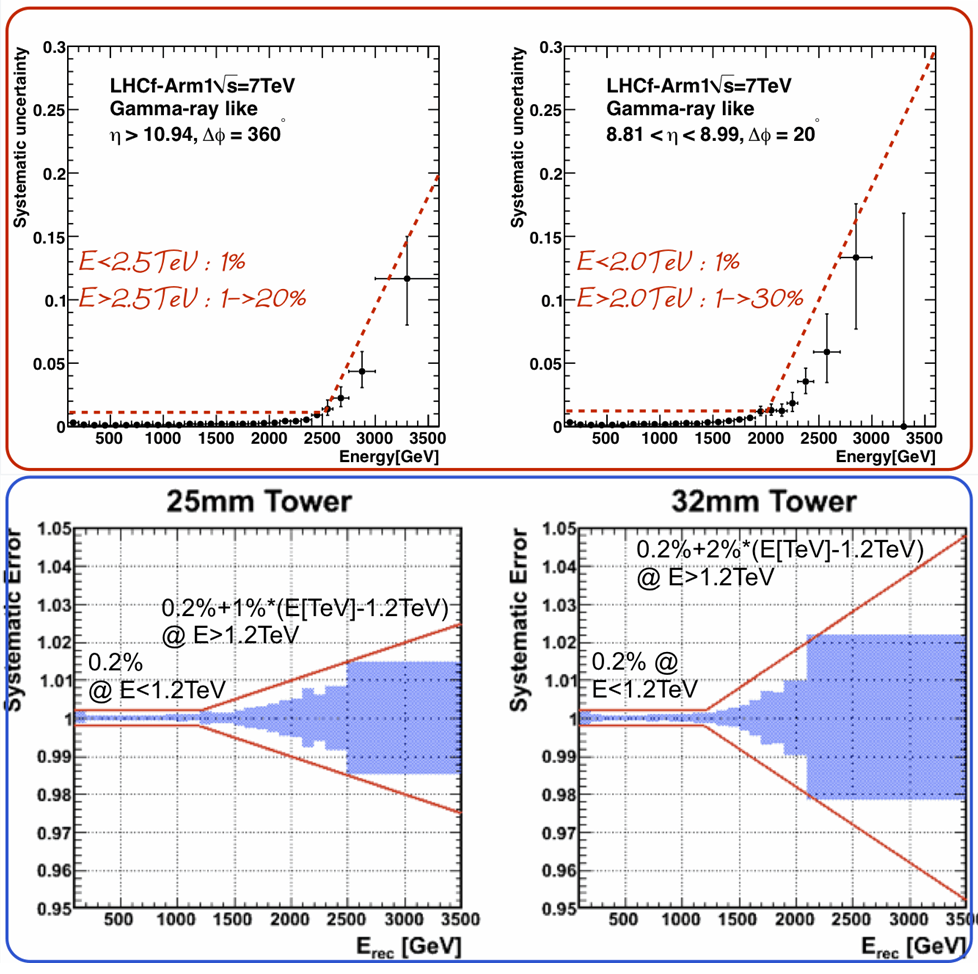 Systematic uncertainty
0.3
0.25
0.2
0.15
0.1
0.05
0
LHCf-Arm1√s=7TeV
Gamma-ray like
η > 10.94, Δϕ = 360°
E<2.5TeV : 1%
E>2.5TeV : 1->20%
500 1000 1500 2000 2500 3000 3500
Energy[GeV]
Systematic uncertainty
0.3
0.25
0.2
0.15
0.1
0.05
0
LHCf-Arm1√s=7TeV
Gamma-ray like
8.81 < η < 8.99, Δϕ = 20°
E<2.0TeV : 1%
E>2.0TeV : 1->30%
500 1000 1500 2000 2500 3000 3500
Energy[GeV]
25mm Tower
Systematic Error
1.05
1.04
1.03
1.02
1.01
1
0.99
0.98
0.97
0.96
0.95
0.2%+1%*(E[TeV]-1.2TeV)
@ E>1.2TeV
0.2%
@ E<1.2TeV
500 1000 1500 2000 2500 3000 3500
Erec [GeV]
32mm Tower
Systematic Error
1.05
1.04
1.03
1.02
1.01
1
0.99
0.98
0.97
0.96
0.95
0.2%+2%*(E[TeV]-1.2TeV)
@ E>1.2TeV
0.2% @
E<1.2TeV
500 1000 1500 2000 2500 3000 3500
Erec [GeV]